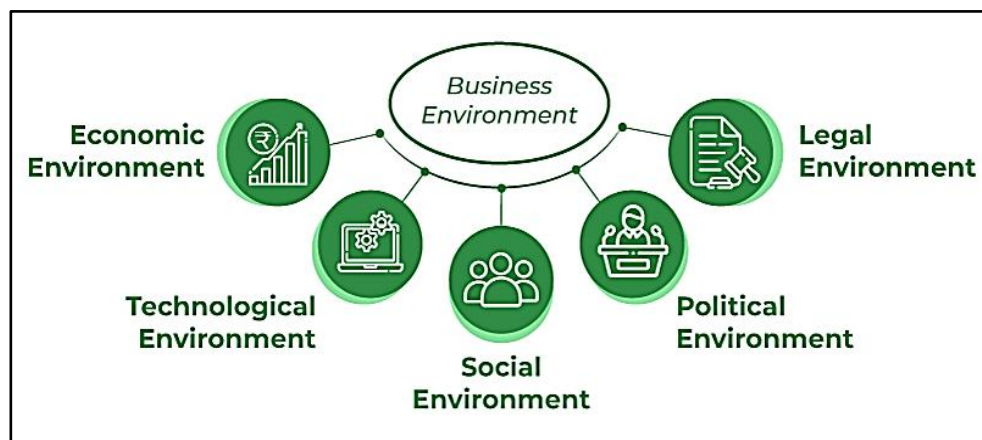 Business
Environment
Economic
Environment
Technological
Environment
Social
Environment
Political
Environment
Legal
Environment